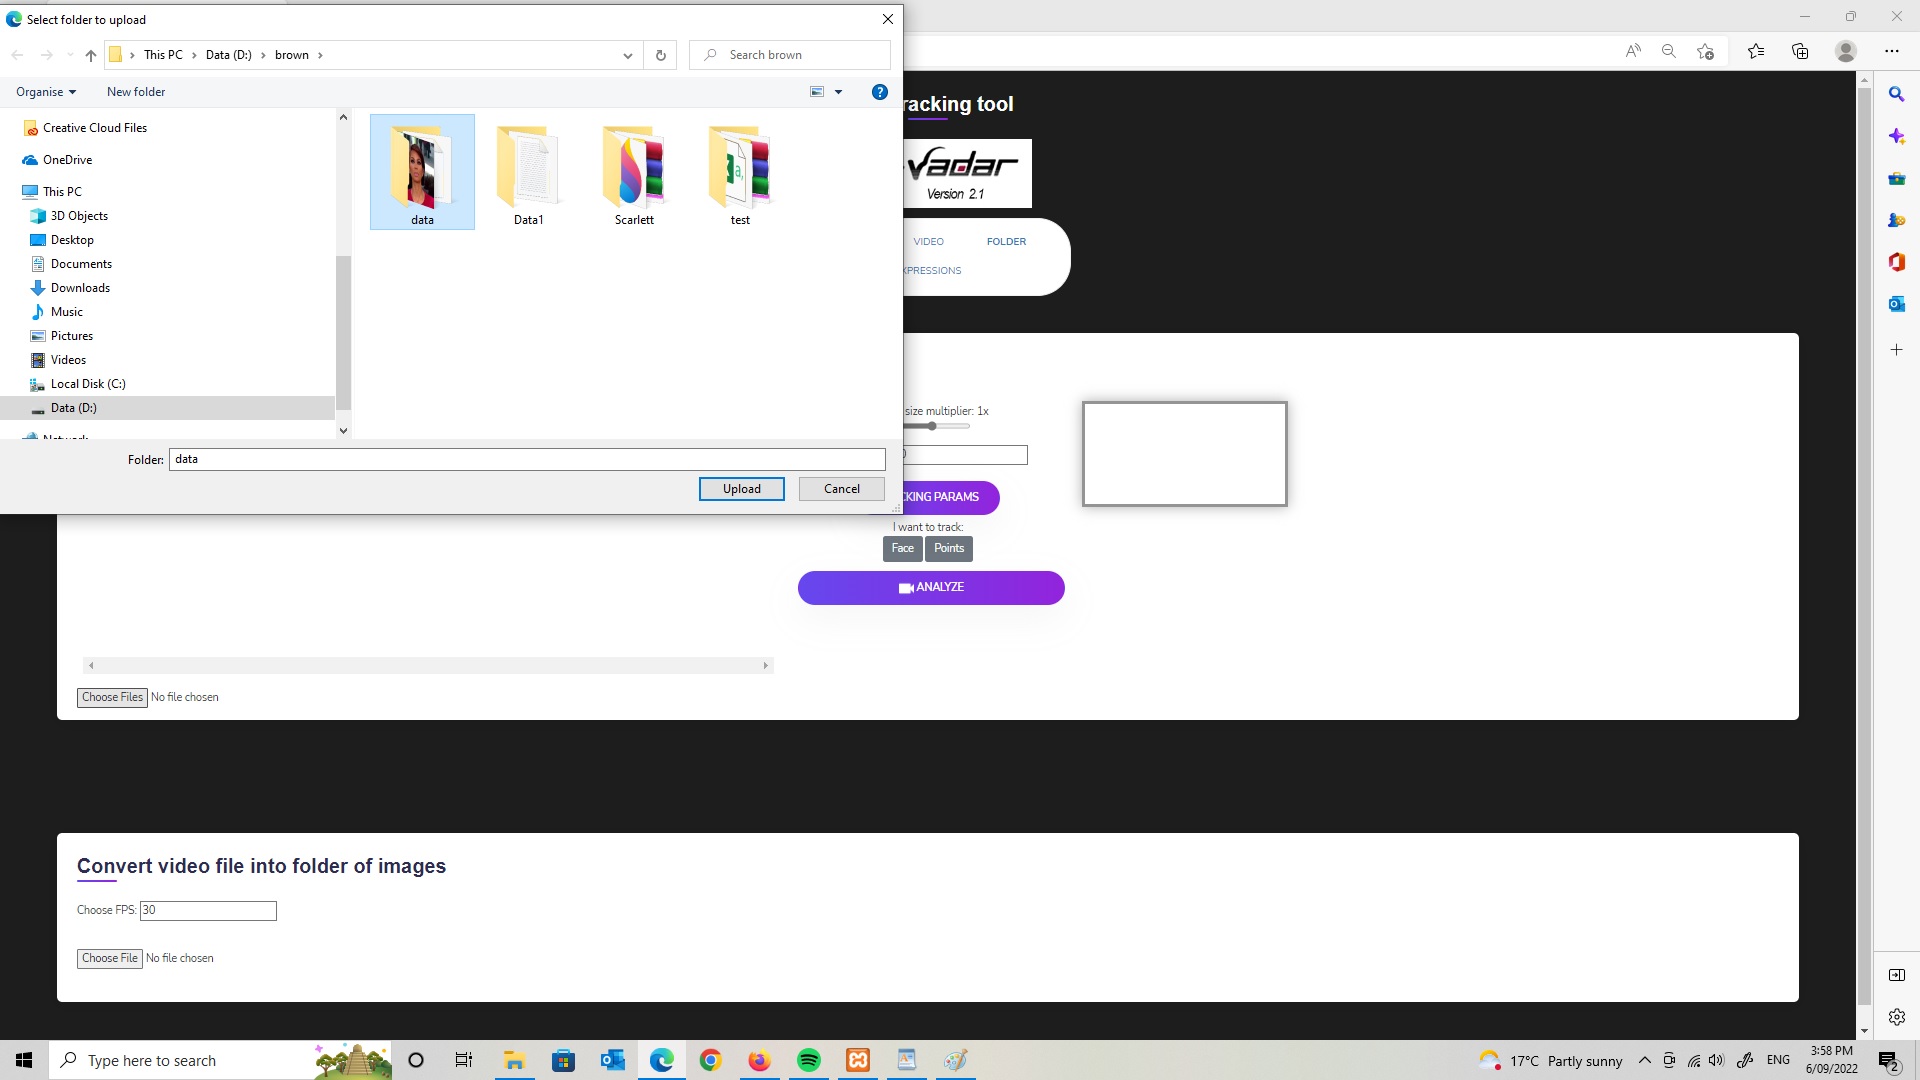 Select folder to upload
This PC > Data (D:) > brown >
Search brown
Organise
New folder
Creative Cloud Files
OneDrive
This PC
3D Objects
Desktop
Documents
Downloads
Music
Pictures
Videos
Local Disk (C:)
Data (D:)
Network
data
Data1
Scarlett
test
Folder: data
Upload
Cancel
racking tool
vadar
Version 2.1
VIDEO
FOLDER
XPRESSIONS
size multiplier: 1x
CKING PARAMS
I want to track:
Face
Points
ANALYZE
Choose Files No file chosen
Convert video file into folder of images
Choose FPS: 30
Choose File No file chosen
Type here to search
17°C Partly sunny
ENG
3:58 PM
6/09/2022
2